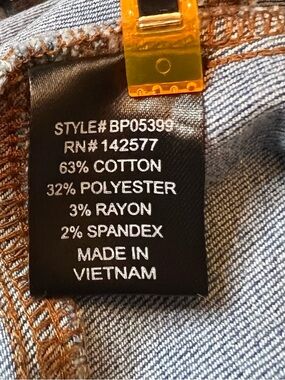 STYLE# BP05399
RN# 142577
63% COTTON
32% POLYESTER
3% RAYON
2% SPANDEX
MADE IN
VIETNAM